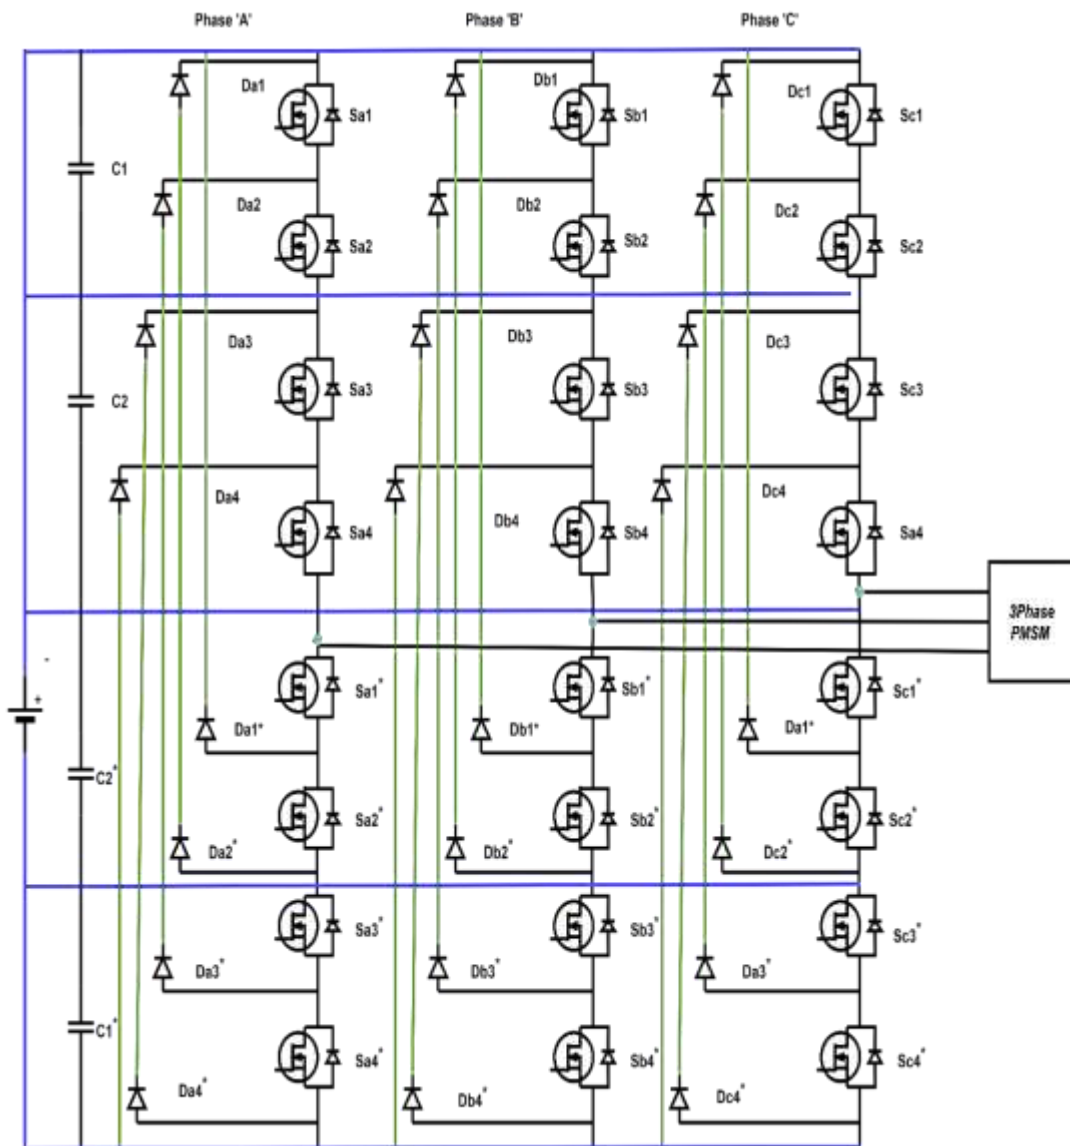 Phase 'A' Phase 'B' Phase 'C'
Da1 Db1 Dc1
Sa1 Sb1 Sc1
C1
Da2 Db2 Dc2
Sa2 Sb2 Sc2
Da3 Db3 Dc3
Sa3 Sb3 Sc3
C2
Da4 Db4 Dc4
Sa4 Sb4 Sa4
3Phase
PMSM
-
+
Sa1* Sb1* Sc1*
Da1* Db1* Da1*
C2*
Sa2* Sb2* Sc2*
Da2* Db2* Dc2*
Sa3* Sb3* Sc3*
Da3* Db3* Da3*
C1*
Sa4* Sb4* Sc4*
Da4* Db4* Dc4*